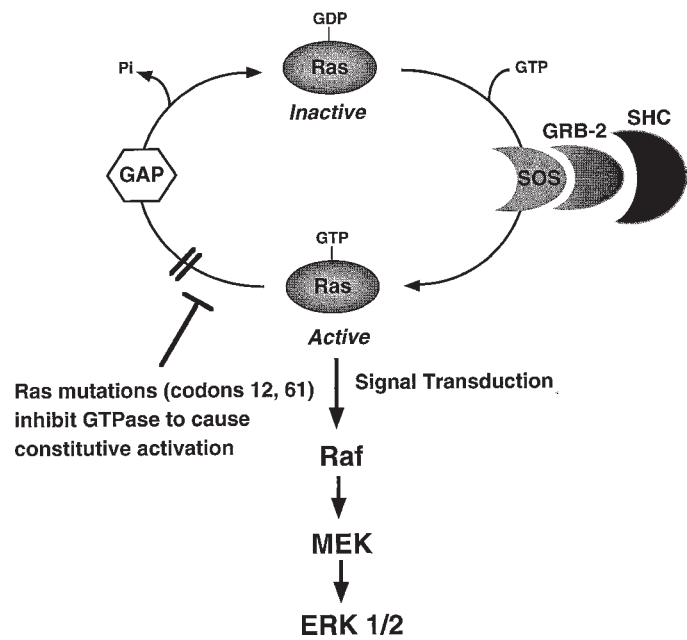 GDP
Ras
Inactive
Pi
GTP
GAP
SOS
GRB-2
SHC
GTP
Ras
Active
Ras mutations (codons 12, 61)
inhibit GTPase to cause
constitutive activation
Signal Transduction
Raf
MEK
ERK 1/2